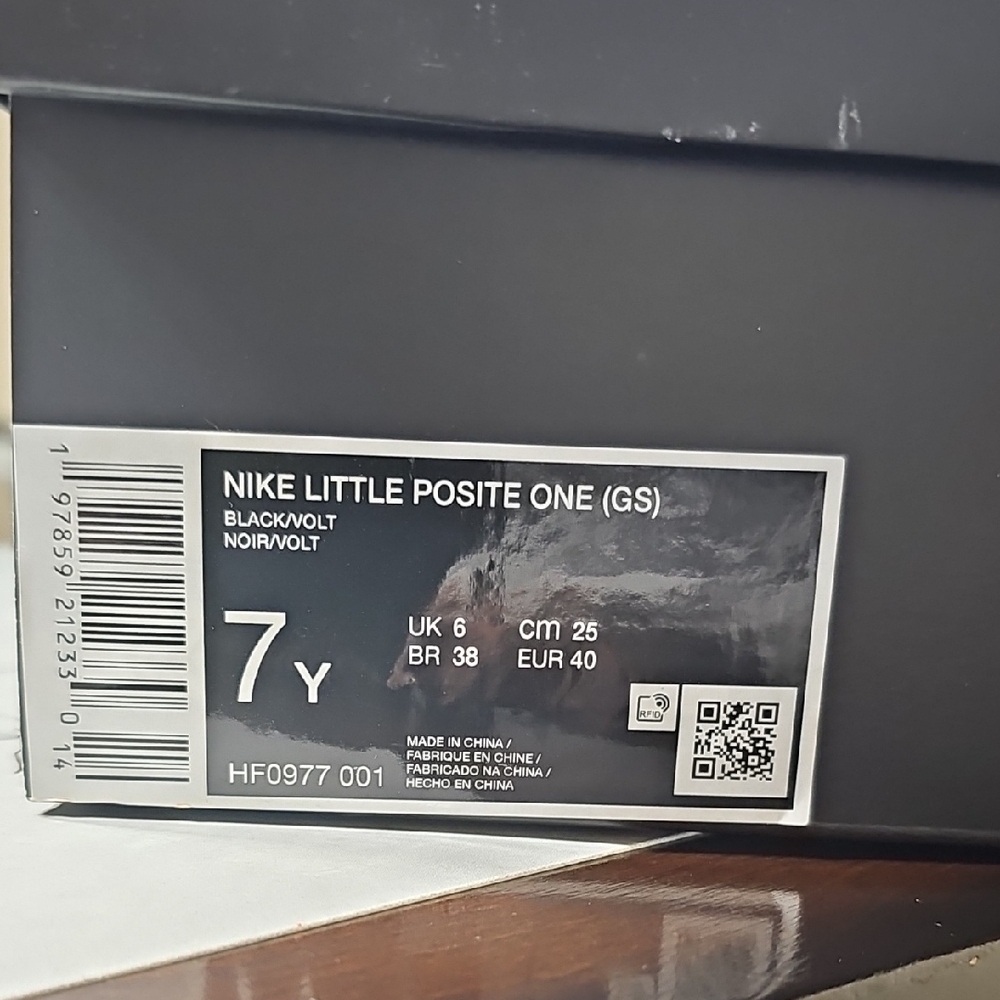 1 97859 21233 0 14
NIKE LITTLE POSITE ONE (GS)
BLACK/VOLT
NOIR/VOLT
7 Y
UK 6 cm 25
BR 38 EUR 40
RFID
HF0977 001
MADE IN CHINA /
FABRIQUE EN CHINE /
FABRICADO NA CHINA /
HECHO EN CHINA